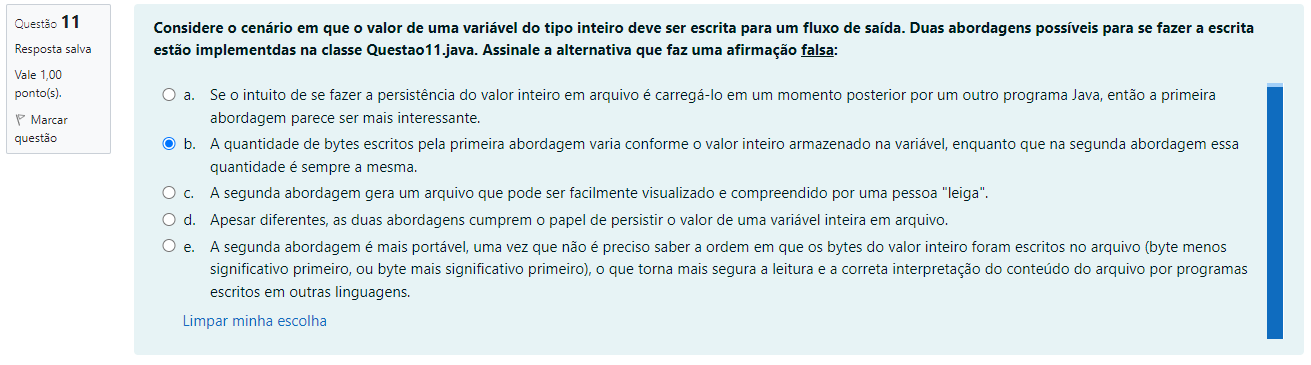 Questão 11
Resposta salva
Vale 1,00
ponto(s).
Marcar
questão
Considere o cenário em que o valor de uma variável do tipo inteiro deve ser escrita para um fluxo de saída. Duas abordagens possíveis para se fazer a escrita
estão implementdas na classe Questao11.java. Assinale a alternativa que faz uma afirmação falsa:
a. Se o intuito de se fazer a persistência do valor inteiro em arquivo é carregá-lo em um momento posterior por um outro programa Java, então a primeira
abordagem parece ser mais interessante.
b. A quantidade de bytes escritos pela primeira abordagem varia conforme o valor inteiro armazenado na variável, enquanto que na segunda abordagem essa
quantidade é sempre a mesma.
c. A segunda abordagem gera um arquivo que pode ser facilmente visualizado e compreendido por uma pessoa "leiga".
d. Apesar diferentes, as duas abordagens cumprem o papel de persistir o valor de uma variável inteira em arquivo.
e. A segunda abordagem é mais portável, uma vez que não é preciso saber a ordem em que os bytes do valor inteiro foram escritos no arquivo (byte menos
significativo primeiro, ou byte mais significativo primeiro), o que torna mais segura a leitura e a correta interpretação do conteúdo do arquivo por programas
escritos em outras linguagens.
Limpar minha escolha